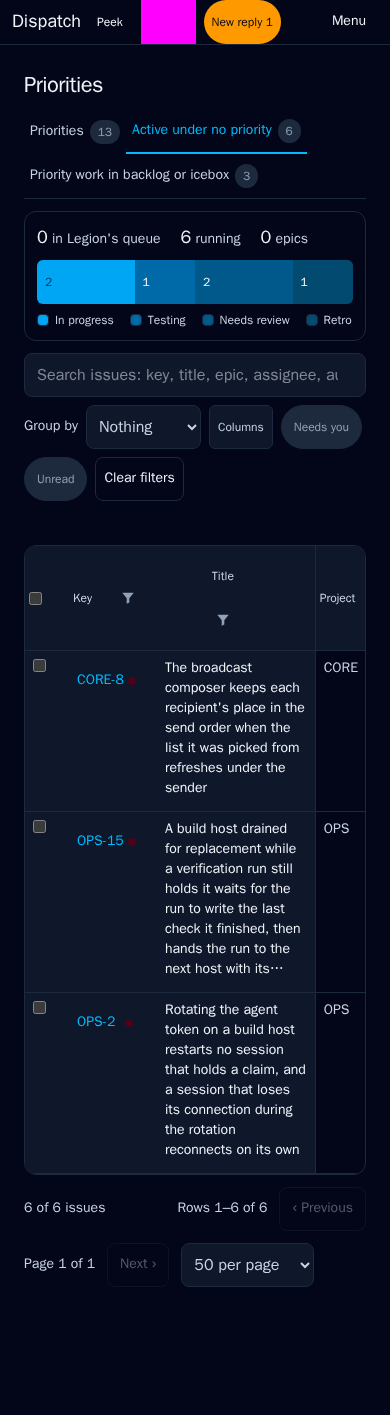 Dispatch Peek New reply 1 Menu
Priorities
Priorities 13 Active under no priority 6
Priority work in backlog or icebox 3
0 in Legion's queue 6 running 0 epics
2 1 2 1
In progress Testing Needs review Retro
Search issues: key, title, epic, assignee, au
Group by Nothing Columns Needs you
Unread Clear filters
Title
Key Project
The broadcast CORE
CORE-8 composer keeps each
recipient's place in the
send order when the
list it was picked from
refreshes under the
sender
A build host drained OPS
OPS-15 for replacement while
a verification run still
holds it waits for the
run to write the last
check it finished, then
hands the run to the
next host with its…
Rotating the agent OPS
OPS-2 token on a build host
restarts no session
that holds a claim, and
a session that loses
its connection during
the rotation
reconnects on its own
6 of 6 issues Rows 1–6 of 6 ‹ Previous
Page 1 of 1 Next › 50 per page